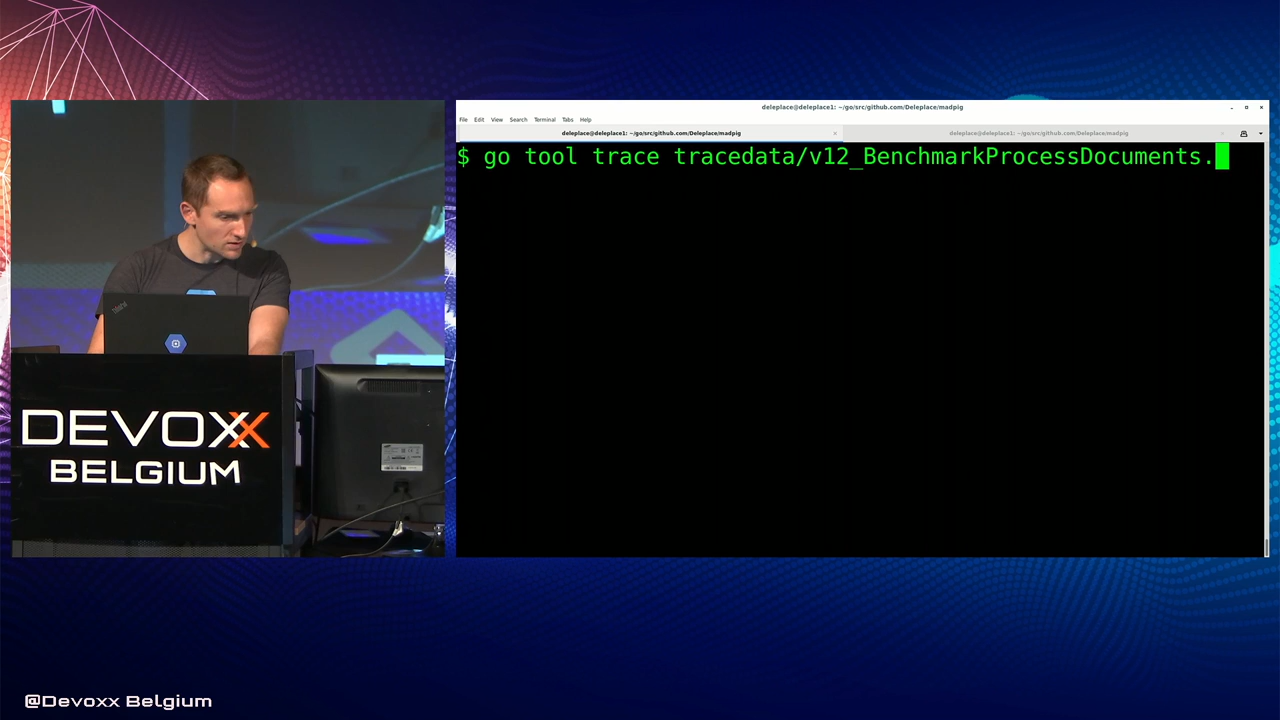 deleplace@deleplace1: ~/go/src/github.com/Deleplace/madpig
File Edit View Search Terminal Tabs Help
deleplace@deleplace1: ~/go/src/github.com/Deleplace/madpig
deleplace@deleplace1: ~/go/src/github.com/Deleplace/madpig
$ go tool trace tracedata/v12_BenchmarkProcessDocuments.
ThinkPad
DEVOXX
BELGIUM
@Devoxx Belgium